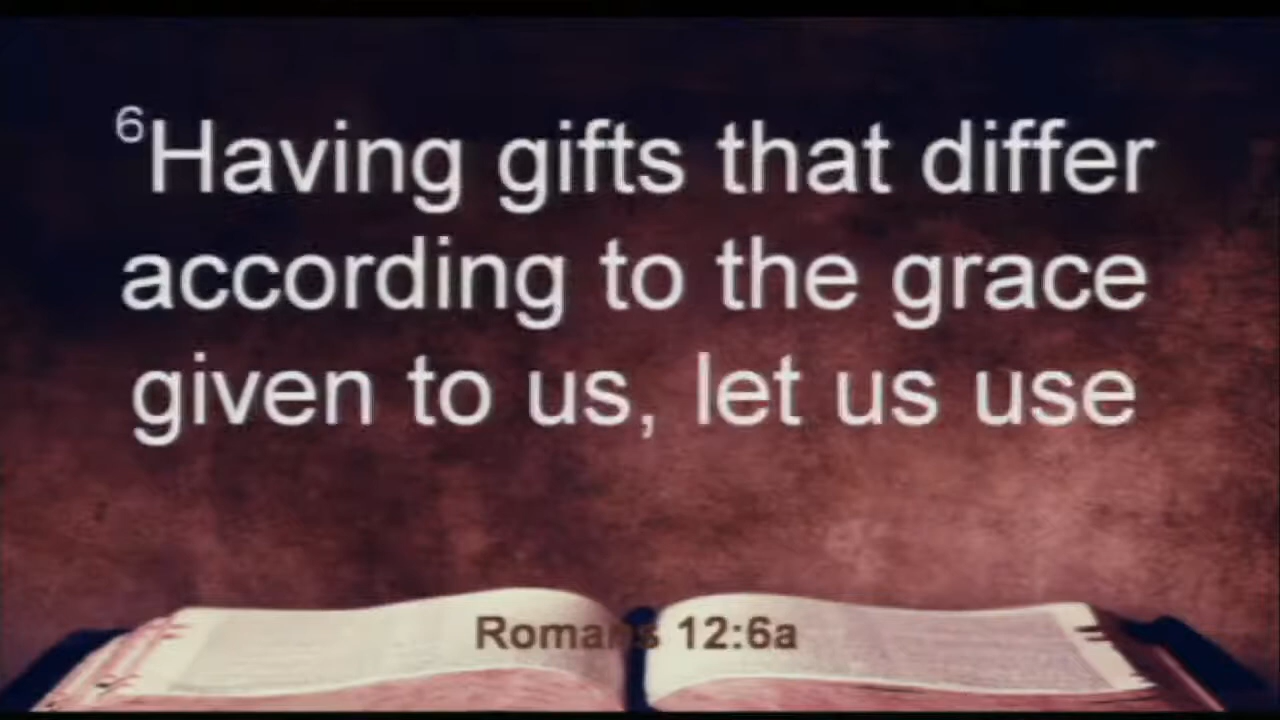 ⁶Having gifts that differ
according to the grace
given to us, let us use
Romans 12:6a